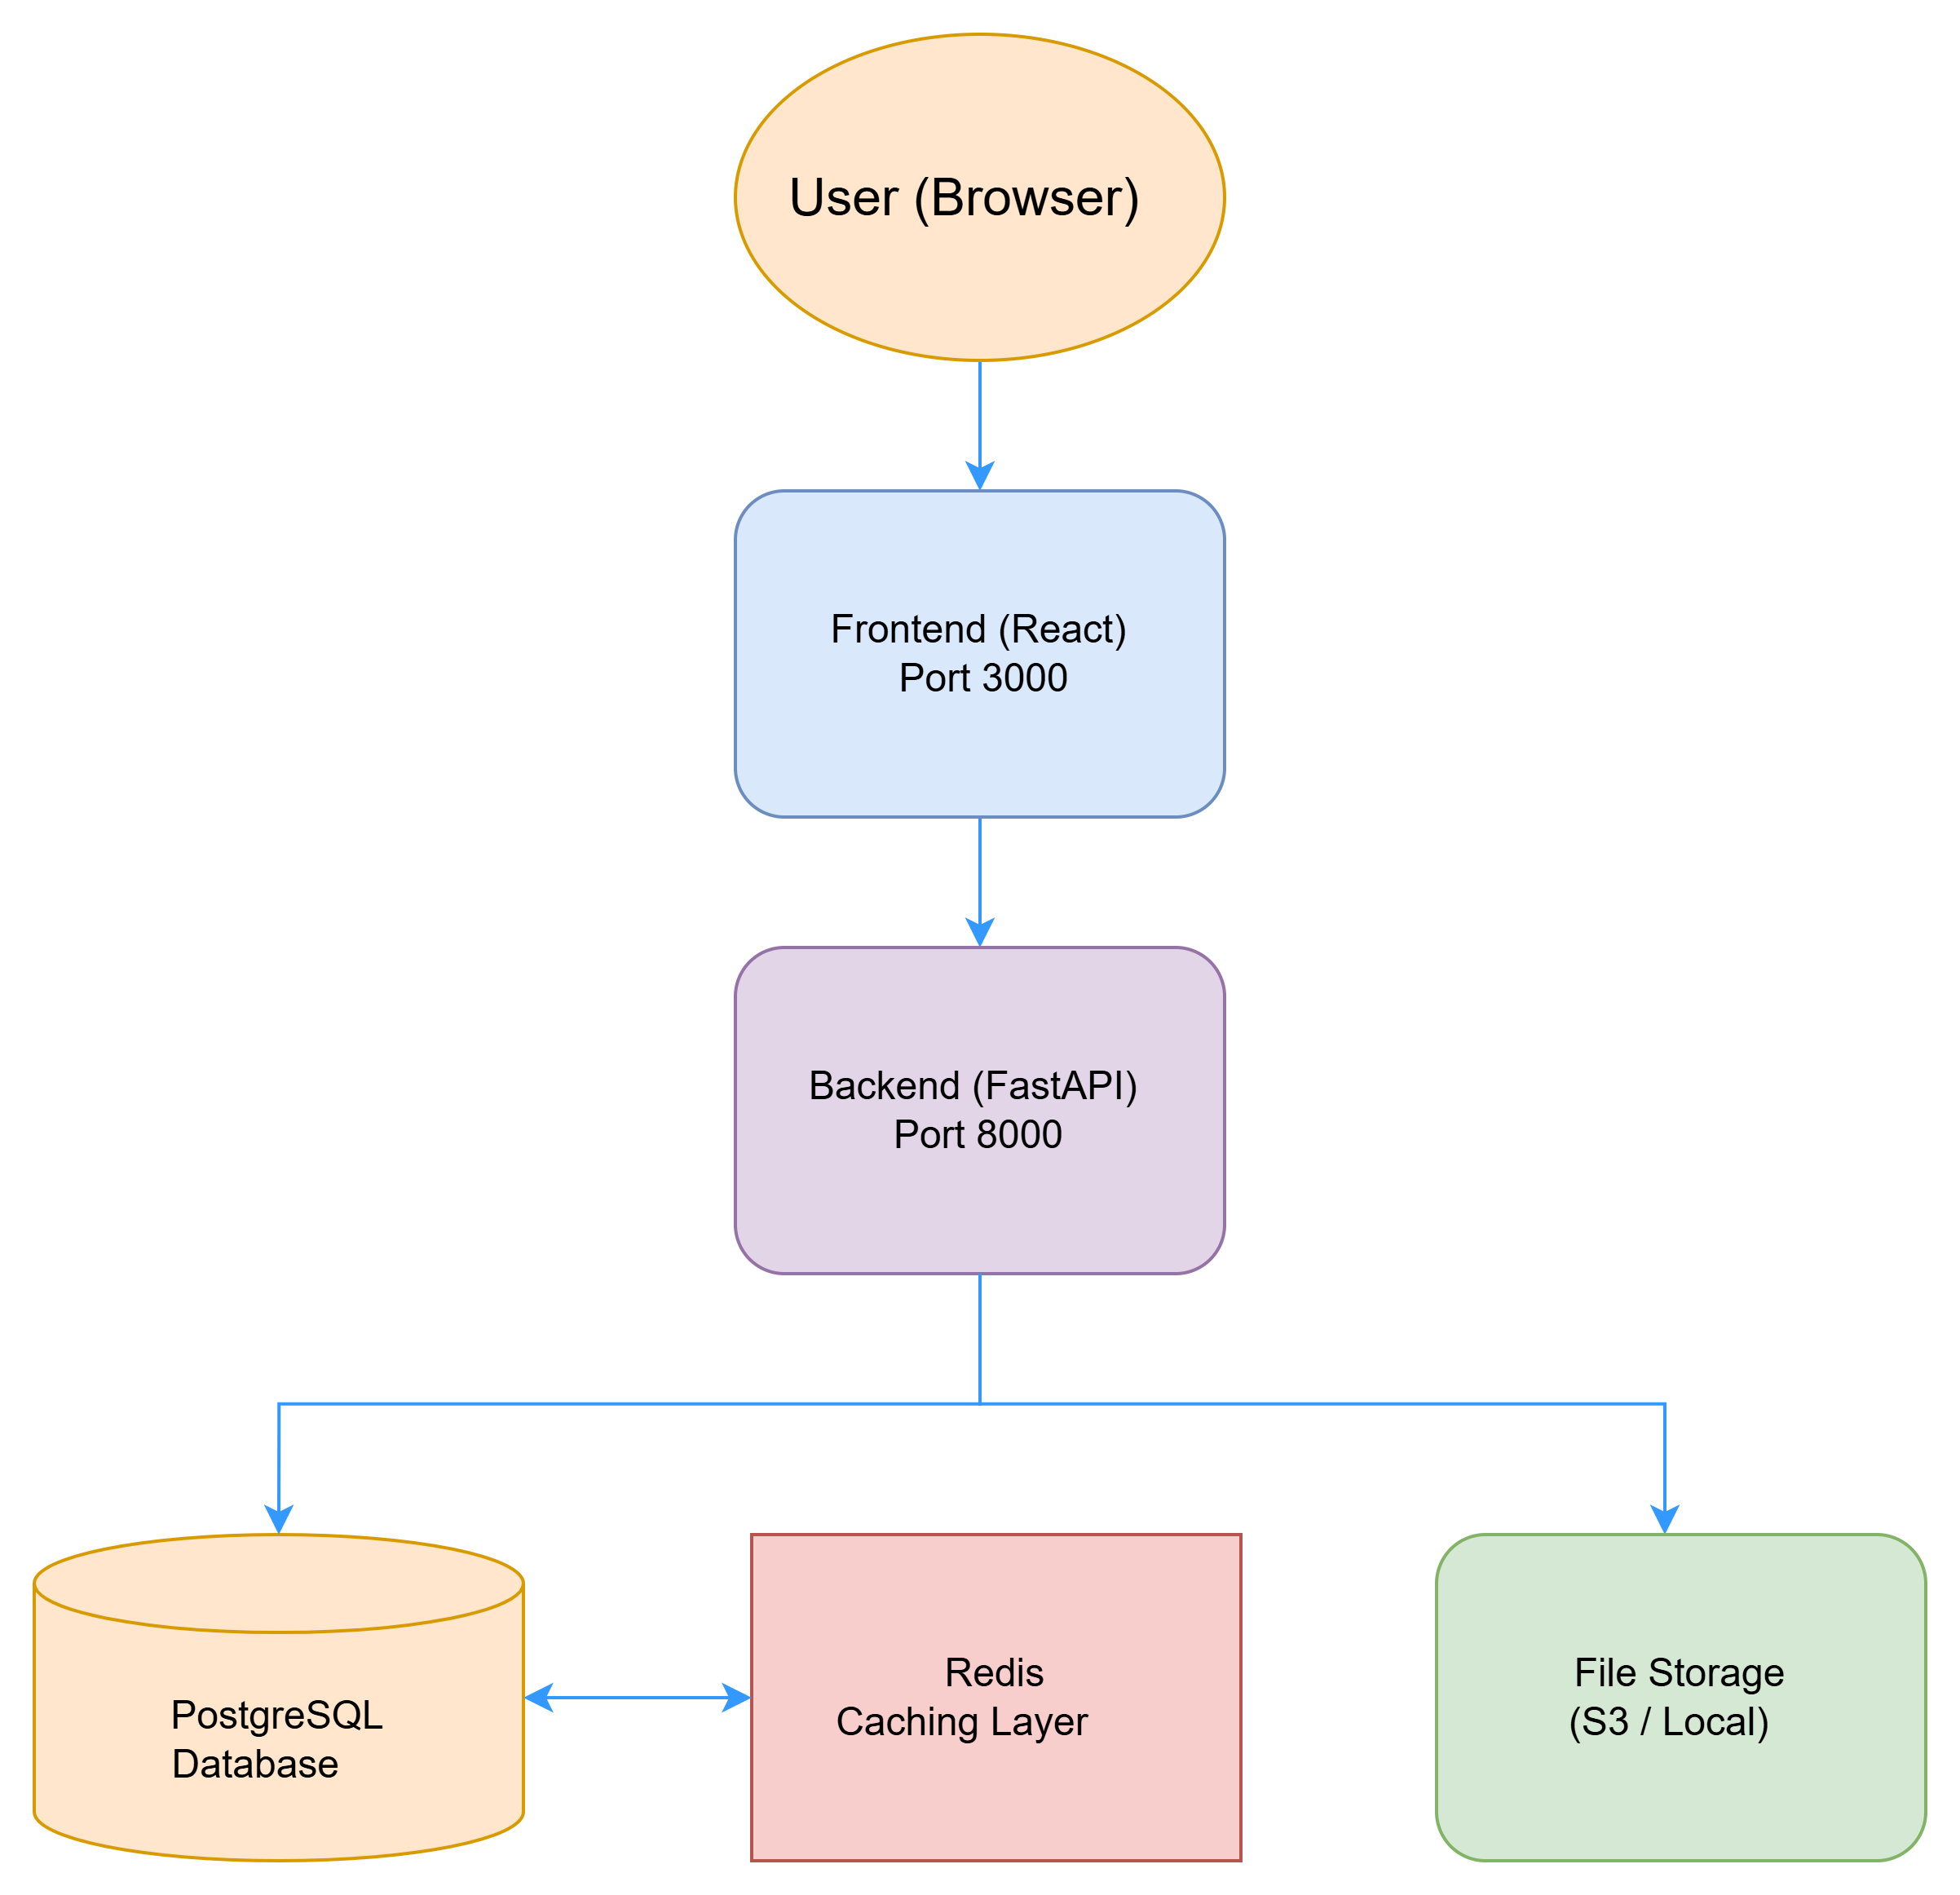 User (Browser)
Frontend (React)
Port 3000
Backend (FastAPI)
Port 8000
PostgreSQL
Database
Redis
Caching Layer
File Storage
(S3 / Local)